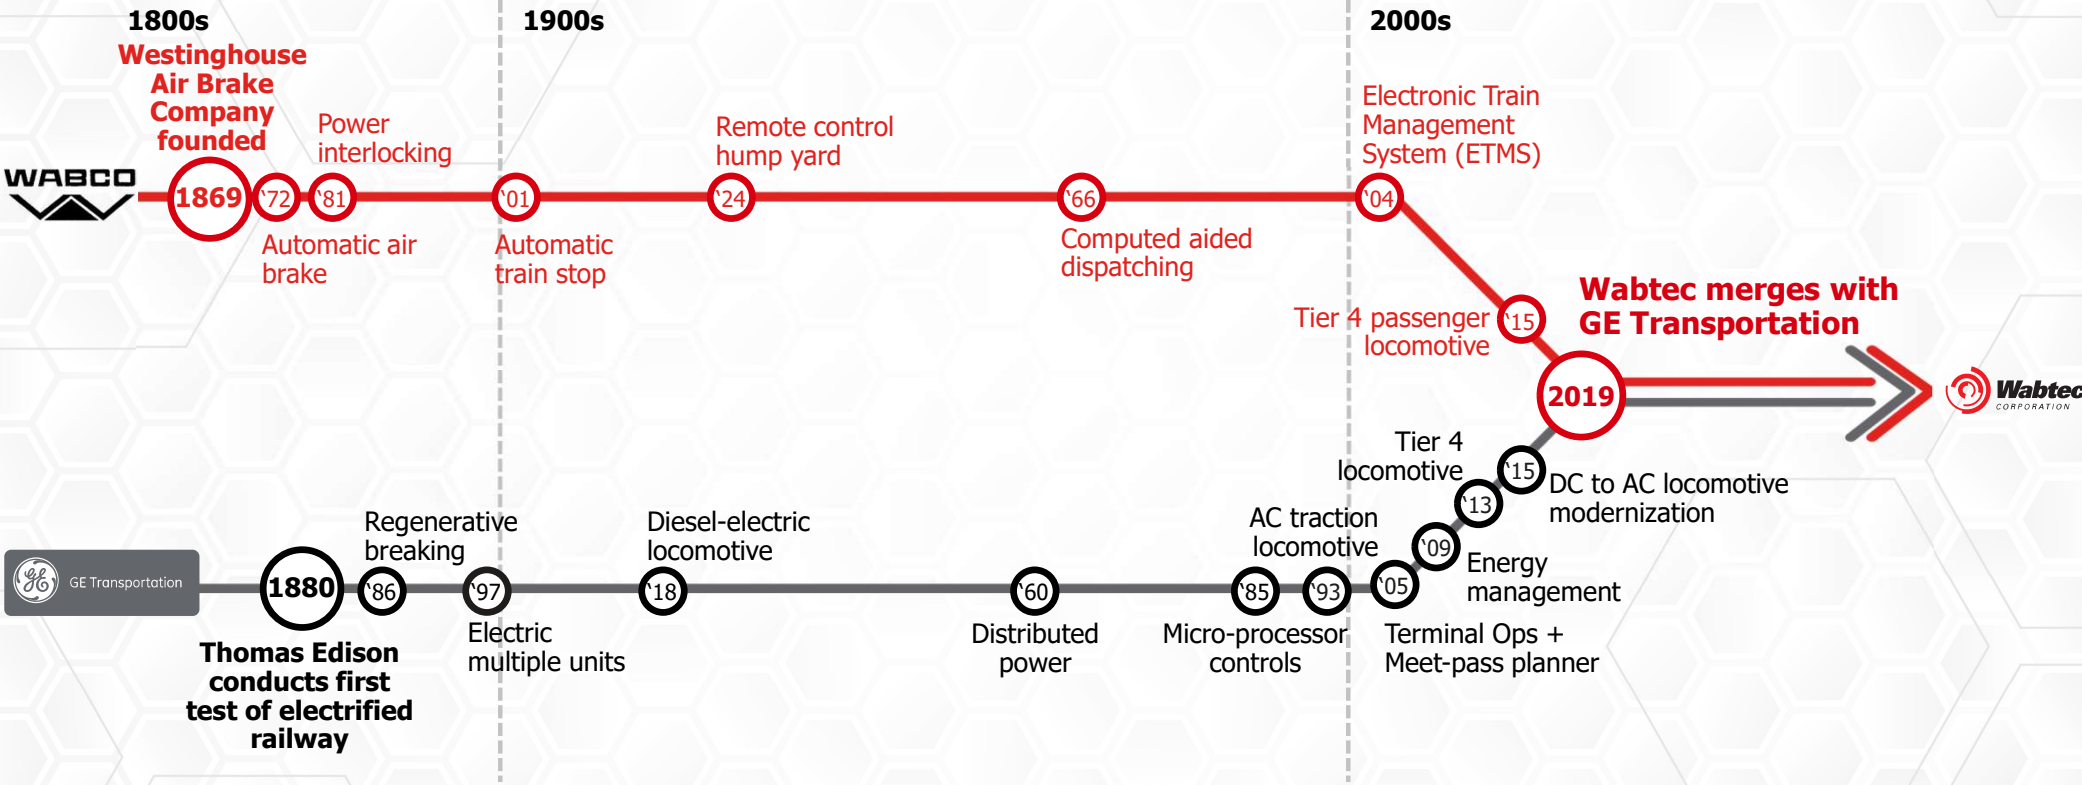 1800s
1900s
2000s
Westinghouse
Air Brake
Company
founded
Power
interlocking
Remote control
hump yard
Electronic Train
Management
System (ETMS)
WABCO
1869
‘72
‘81
‘01
‘24
‘66
‘04
Automatic air
brake
Automatic
train stop
Computed aided
dispatching
Tier 4 passenger
locomotive
‘15
Wabtec merges with
GE Transportation
2019
Wabtec
CORPORATION
Tier 4
locomotive
‘15
DC to AC locomotive
modernization
‘13
Regenerative
breaking
Diesel-electric
locomotive
AC traction
locomotive
‘09
Energy
management
GE
GE Transportation
1880
‘86
‘97
‘18
‘60
‘85
‘93
‘05
Thomas Edison
conducts first
test of electrified
railway
Electric
multiple units
Distributed
power
Micro-processor
controls
Terminal Ops +
Meet-pass planner